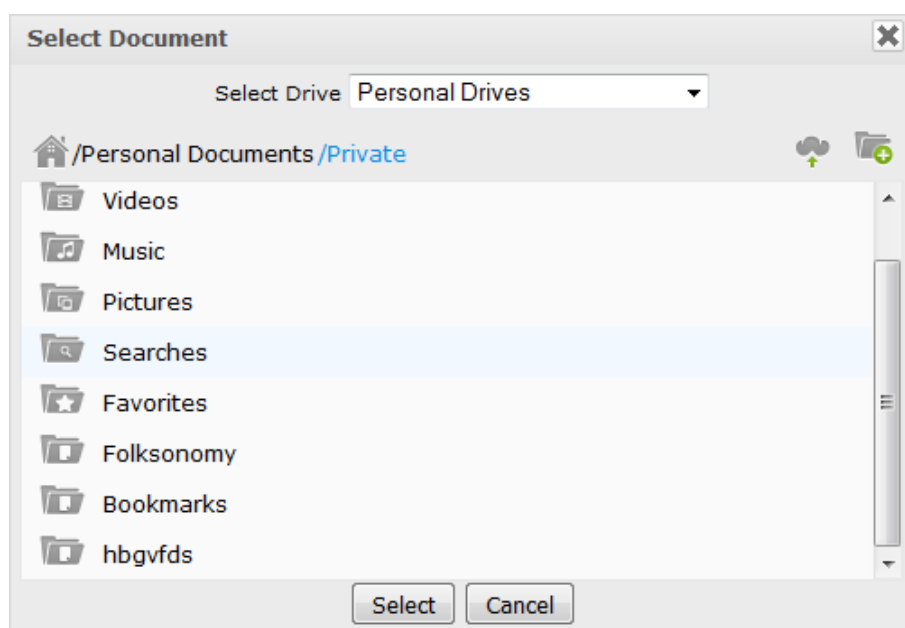 Select Document
Select Drive Personal Drives
/Personal Documents /Private
Videos
Music
Pictures
Searches
Favorites
Folksonomy
Bookmarks
hbgvfds
Select Cancel